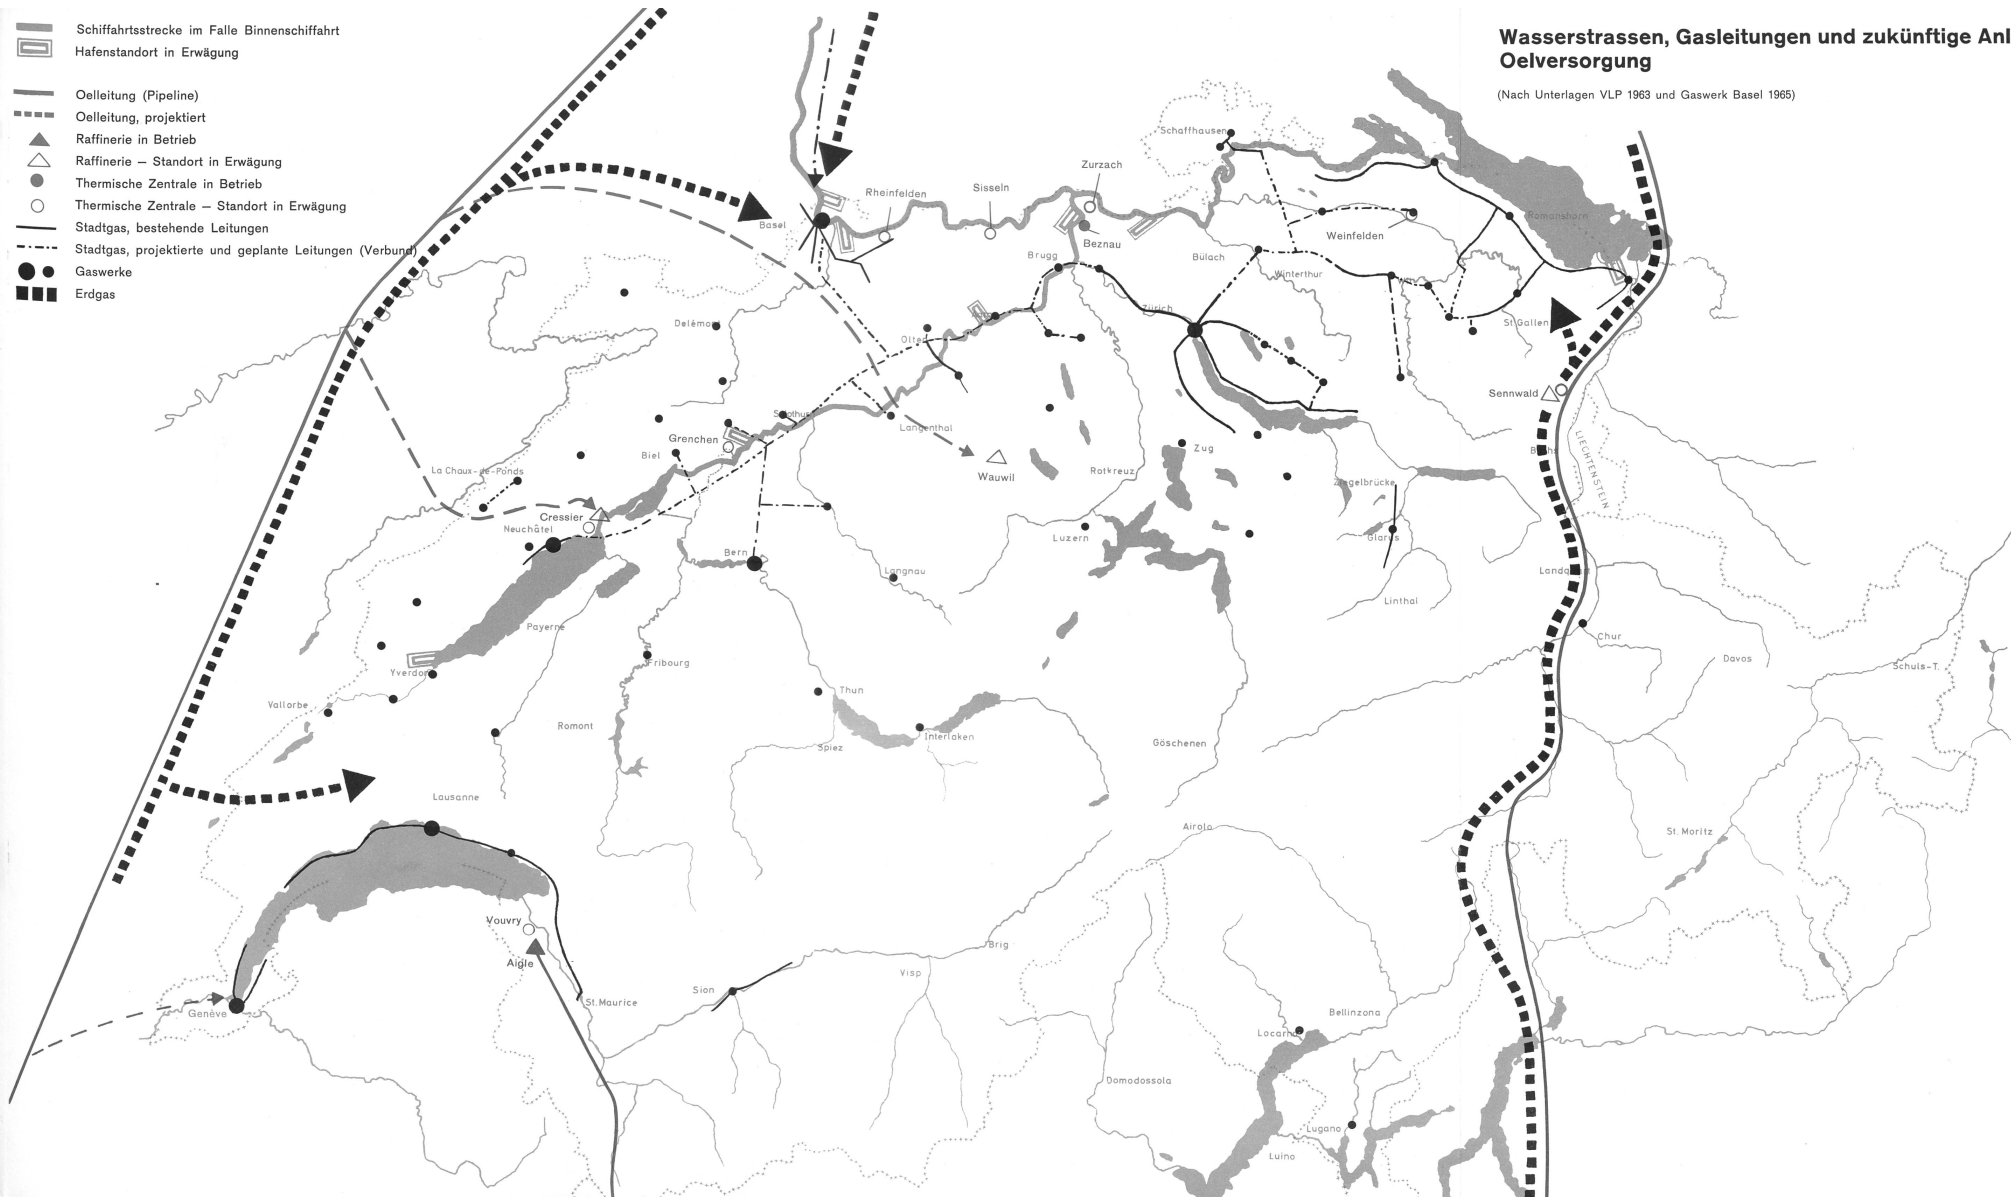 Schiffahrtsstrecke im Falle Binnenschiffahrt
Hafenstandort in Erwägung
Oelleitung (Pipeline)
Oelleitung, projektiert
Raffinerie in Betrieb
Raffinerie – Standort in Erwägung
Thermische Zentrale in Betrieb
Thermische Zentrale – Standort in Erwägung
Stadtgas, bestehende Leitungen
Stadtgas, projektierte und geplante Leitungen (Verbund)
Gaswerke
Erdgas
Wasserstrassen, Gasleitungen und zukünftige Anl
Oelversorgung
(Nach Unterlagen VLP 1963 und Gaswerk Basel 1965)
Schaffhausen
Zurzach
Rheinfelden
Sisseln
Basel
Romanshorn
Weinfelden
Beznau
Brugg
Bülach
Winterthur
Zürich
Delémont
Olten
St.Gallen
Sennwald
Solothurn
Langenthal
Grenchen
Biel
Wauwil
Rotkreuz
Zug
LIECHTENSTEIN
La Chaux-de-Fonds
Ziegelbrücke
Cressier
Neuchâtel
Bern
Luzern
Glarus
Langnau
Landquart
Linthal
Payerne
Chur
Fribourg
Davos
Schuls-T.
Yverdon
Vallorbe
Thun
Romont
Interlaken
Spiez
Göschenen
Lausanne
Airolo
St. Moritz
Vouvry
Aigle
Brig
Visp
Sion
St.Maurice
Genève
Bellinzona
Locarno
Domodossola
Lugano
Luino